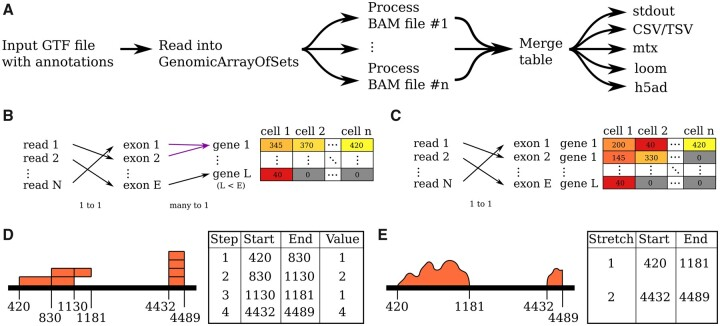 A
Input GTF file
with annotations
Read into
GenomicArrayOfSets
Process
BAM file #1
⋮
Process
BAM file #n
Merge
table
stdout
CSV/TSV
mtx
loom
h5ad
B
read 1
read 2
⋮
read N
1 to 1
exon 1
exon 2
⋮
exon E
many to 1
gene 1
⋮
gene L
(L < E)
cell 1 cell 2 cell n
345 370 ⋯ 420
⋮ ⋮ ⋱ ⋮
40 0 ⋯ 0
C
read 1
read 2
⋮
read N
1 to 1
exon 1 gene 1
exon 2 gene 1
⋮ ⋮
exon E gene L
cell 1 cell 2 cell n
200 40 ⋯ 420
145 330 ⋯ 0
⋮ ⋮ ⋱ ⋮
40 0 ⋯ 0
D
420 1130 4432
830 1181 4489
Step Start End Value
1 420 830 1
2 830 1130 2
3 1130 1181 1
4 4432 4489 4
E
420 1181 4432
4489
Stretch Start End
1 420 1181
2 4432 4489